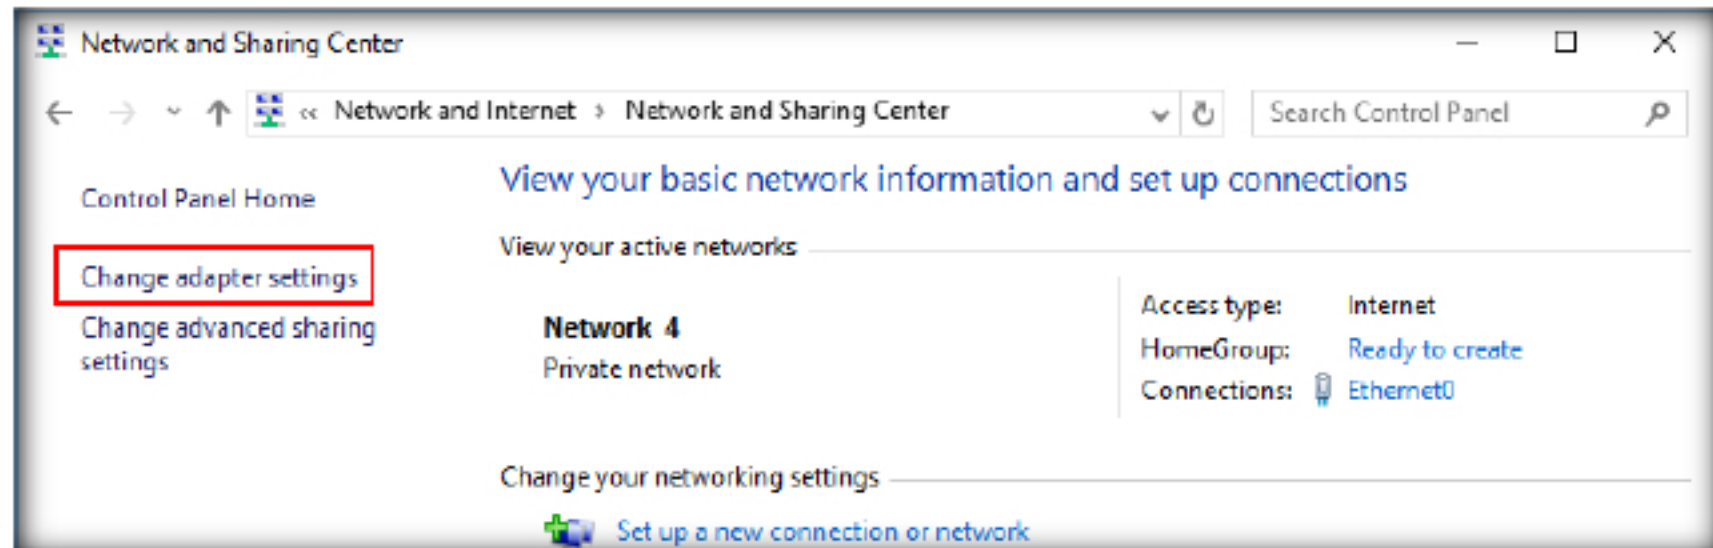 Network and Sharing Center
« Network and Internet › Network and Sharing Center
Search Control Panel
Control Panel Home
Change adapter settings
Change advanced sharing
settings
View your basic network information and set up connections
View your active networks
Network 4
Private network
Access type: Internet
HomeGroup: Ready to create
Connections: Ethernet0
Change your networking settings
Set up a new connection or network